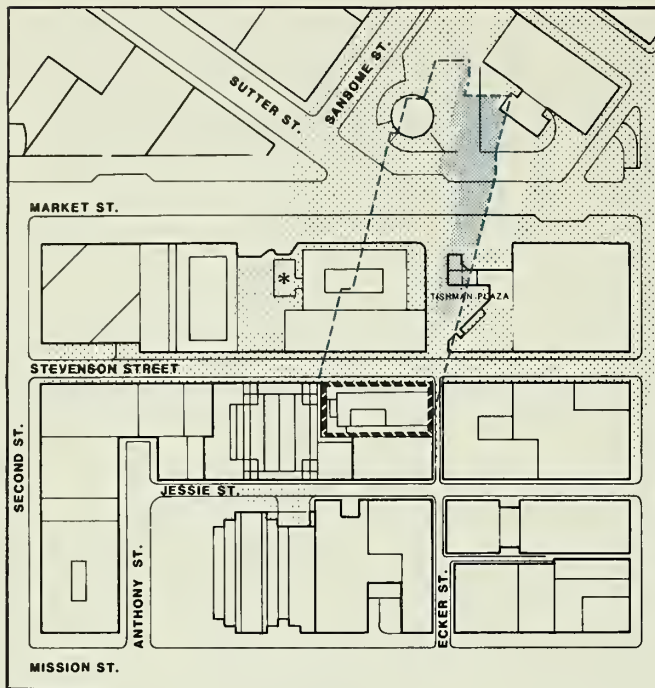 SUTTER ST.
SANSOME ST.
MARKET ST.
*
TISHMAN PLAZA
STEVENSON STREET
SECOND ST.
JESSIE ST.
ANTHONY ST.
ECKER ST.
MISSION ST.